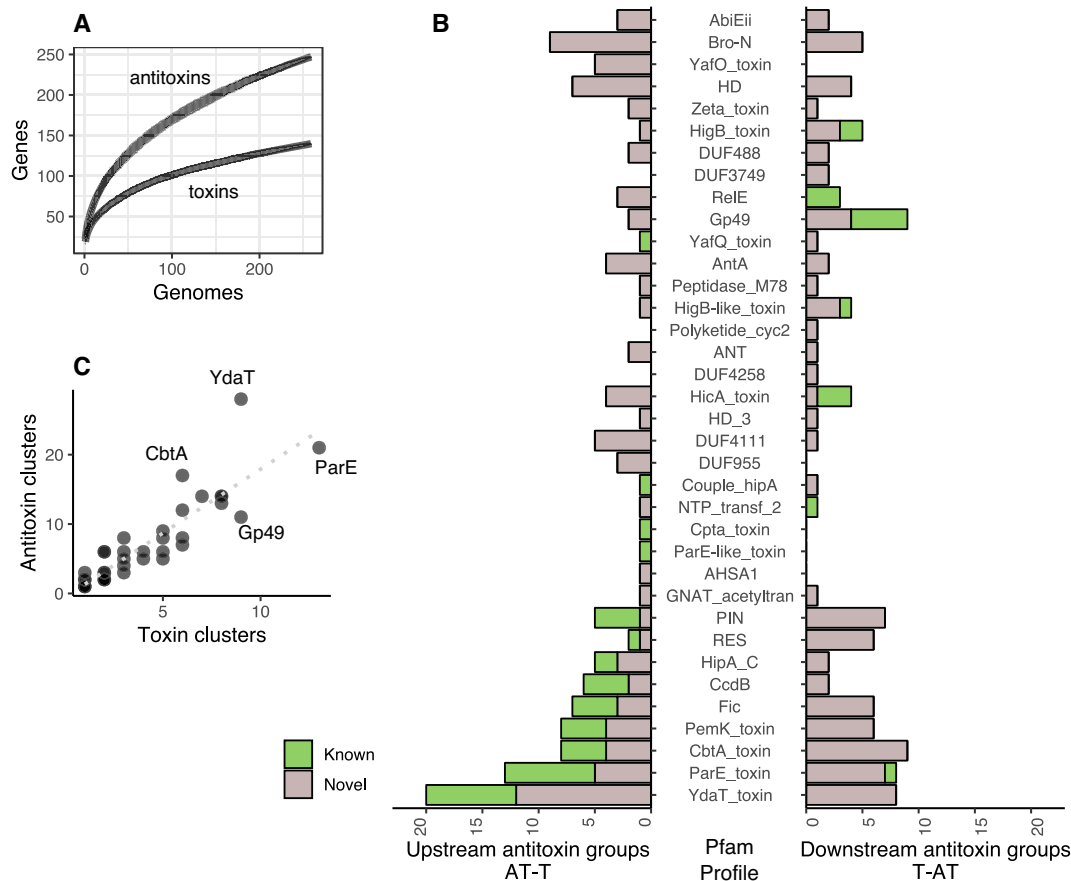 A
250
200
150
100
50
antitoxins
toxins
Genes
0
100
200
Genomes
C
YdaT
CbtA
ParE
Gp49
20
10
0
Antitoxin clusters
5
10
Toxin clusters
B
AbiEii
Bro-N
YafO_toxin
HD
Zeta_toxin
HigB_toxin
DUF488
DUF3749
RelE
Gp49
YafQ_toxin
AntA
Peptidase_M78
HigB-like_toxin
Polyketide_cyc2
ANT
DUF4258
HicA_toxin
HD_3
DUF4111
DUF955
Couple_hipA
NTP_transf_2
Cpta_toxin
ParE-like_toxin
AHSA1
GNAT_acetyltran
PIN
RES
HipA_C
CcdB
Fic
PemK_toxin
CbtA_toxin
ParE_toxin
YdaT_toxin
Known
Novel
20
15
10
5
0
Upstream antitoxin groups
AT-T
Pfam
Profile
0
5
10
15
20
Downstream antitoxin groups
T-AT